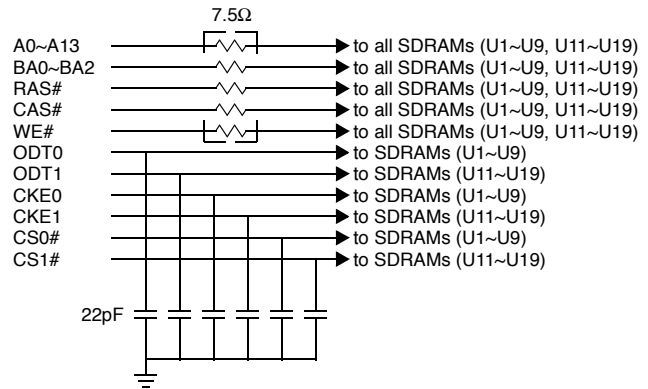 7.5Ω
A0~A13 to all SDRAMs (U1~U9, U11~U19)
BA0~BA2 to all SDRAMs (U1~U9, U11~U19)
RAS# to all SDRAMs (U1~U9, U11~U19)
CAS# to all SDRAMs (U1~U9, U11~U19)
WE# to all SDRAMs (U1~U9, U11~U19)
ODT0 to SDRAMs (U1~U9)
ODT1 to SDRAMs (U11~U19)
CKE0 to SDRAMs (U1~U9)
CKE1 to SDRAMs (U11~U19)
CS0# to SDRAMs (U1~U9)
CS1# to SDRAMs (U11~U19)
22pF